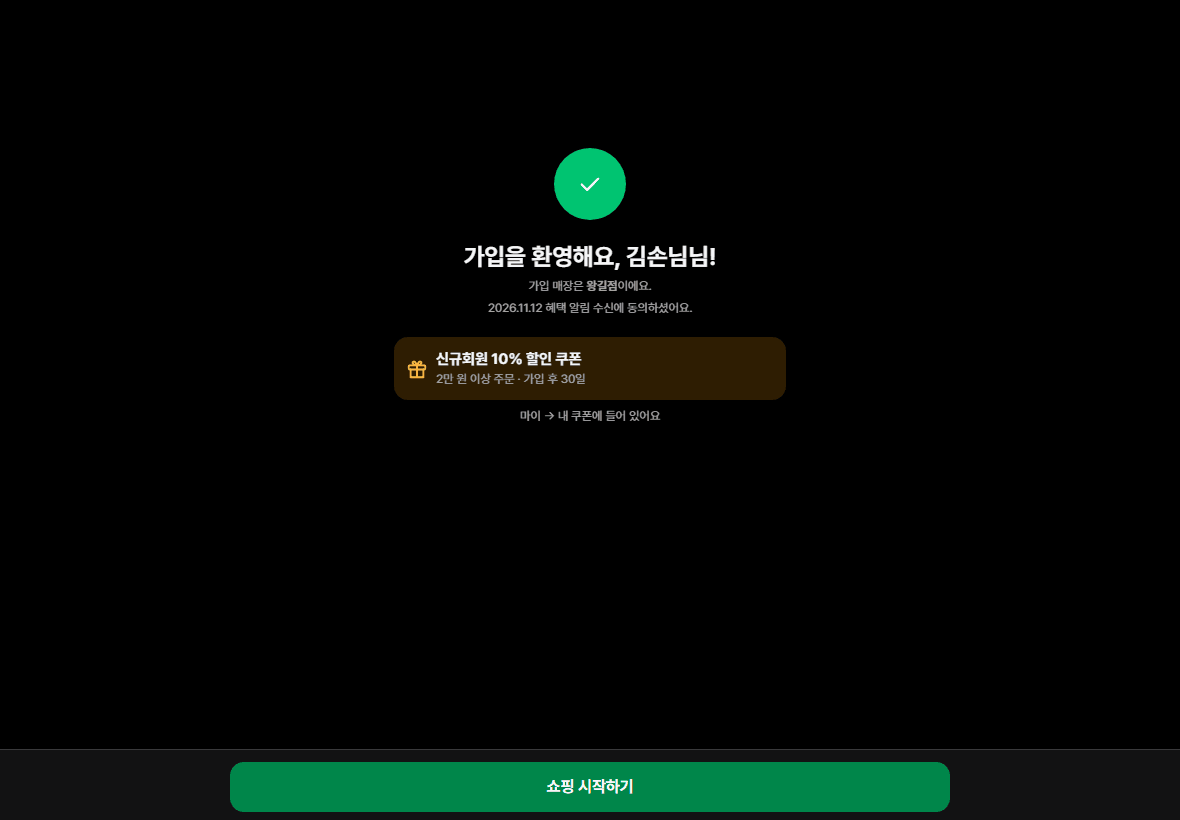 가입을 환영해요, 김손님님!
가입 매장은 왕길점이에요.
2026.11.12 혜택 알림 수신에 동의하셨어요.
신규회원 10% 할인 쿠폰
2만 원 이상 주문 · 가입 후 30일
마이 → 내 쿠폰에 들어 있어요
쇼핑 시작하기